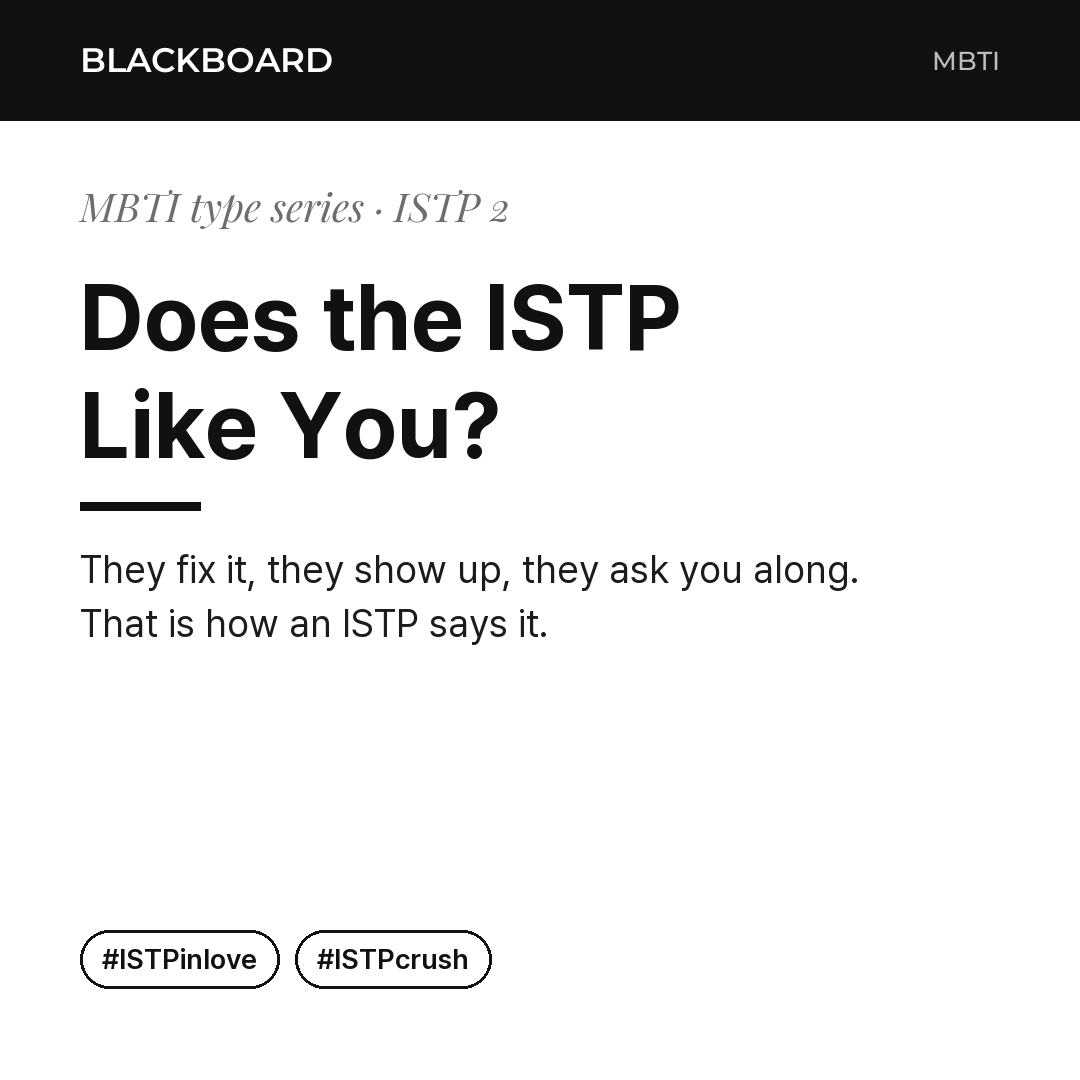 BLACKBOARD
MBTI
MBTI type series · ISTP 2
Does the ISTP
Like You?
They fix it, they show up, they ask you along.
That is how an ISTP says it.
#ISTPinlove
#ISTPcrush